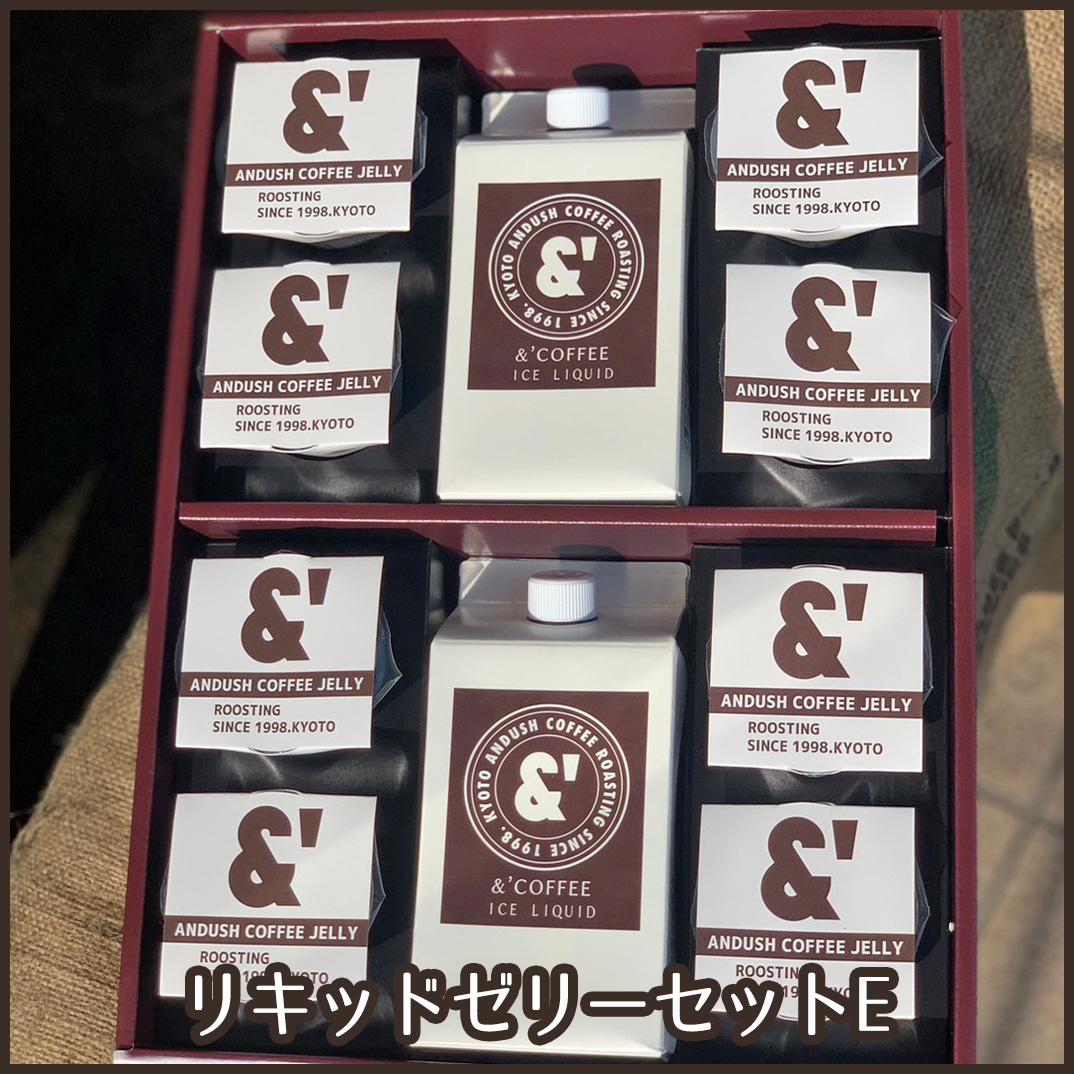 &'
ANDUSH COFFEE JELLY
ROOSTING
SINCE 1998.KYOTO
&'
ANDUSH COFFEE JELLY
ROOSTING
SINCE 1998.KYOTO
KYOTO ANDUSH COFFEE ROASTING SINCE 1998.
&'
&'COFFEE
ICE LIQUID
&'
ANDUSH COFFEE JELLY
ROOSTING
SINCE 1998.KYOTO
&'
ANDUSH COFFEE JELLY
ROOSTING
SINCE 1998.KYOTO
&'
ANDUSH COFFEE JELLY
ROOSTING
SINCE 1998.KYOTO
&'
ANDUSH COFFEE JELLY
ROOSTING
KYOTO
KYOTO ANDUSH COFFEE ROASTING SINCE 1998.
&'
&'COFFEE
ICE LIQUID
&'
ANDUSH COFFEE JELLY
ROOSTING
SINCE 1998.KYOTO
&'
ANDUSH COFFEE JELLY
リキッドゼリーセットE